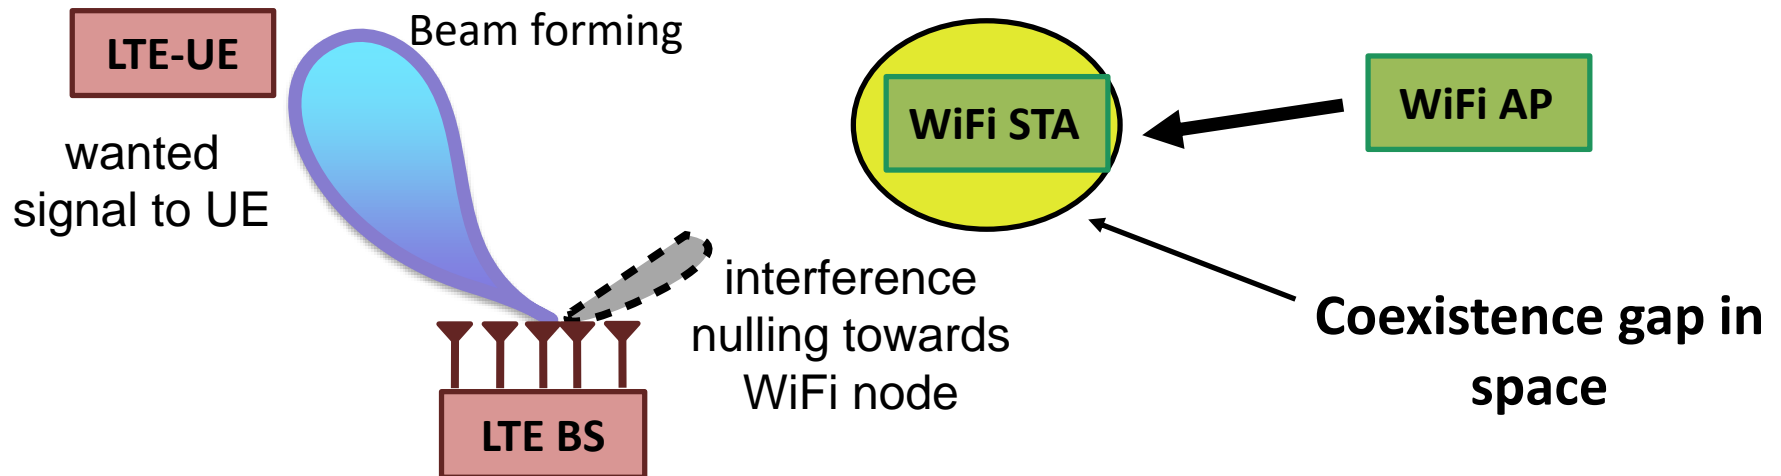 LTE-UE
Beam forming
wanted
signal to UE
WiFi STA
WiFi AP
interference
nulling towards
WiFi node
Coexistence gap in
space
LTE BS